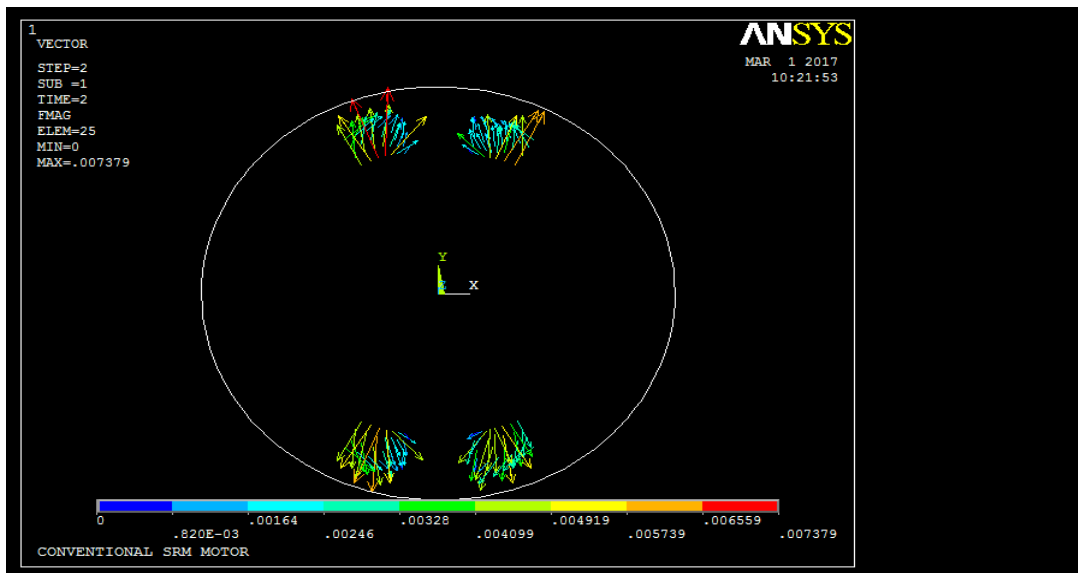 1
VECTOR
STEP=2
SUB =1
TIME=2
FMAG
ELEM=25
MIN=0
MAX=.007379
ANSYS
MAR 1 2017
10:21:53
Y
X
0
.820E-03
.00164
.00246
.00328
.004099
.004919
.005739
.006559
.007379
CONVENTIONAL SRM MOTOR